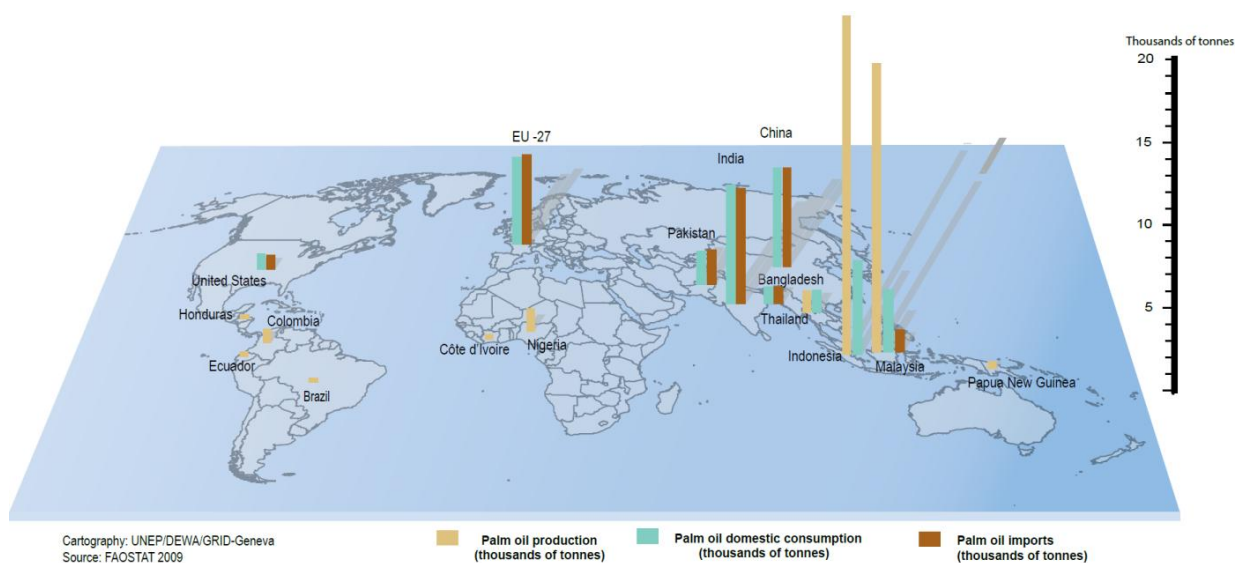 Thousands of tonnes
20
15
10
5
EU -27
China
India
Pakistan
Bangladesh
United States
Thailand
Honduras
Colombia
Côte d'Ivoire
Nigeria
Indonesia
Malaysia
Ecuador
Papua New Guinea
Brazil
Cartography: UNEP/DEWA/GRID-Geneva
Source: FAOSTAT 2009
Palm oil production
(thousands of tonnes)
Palm oil domestic consumption
(thousands of tonnes)
Palm oil imports
(thousands of tonnes)